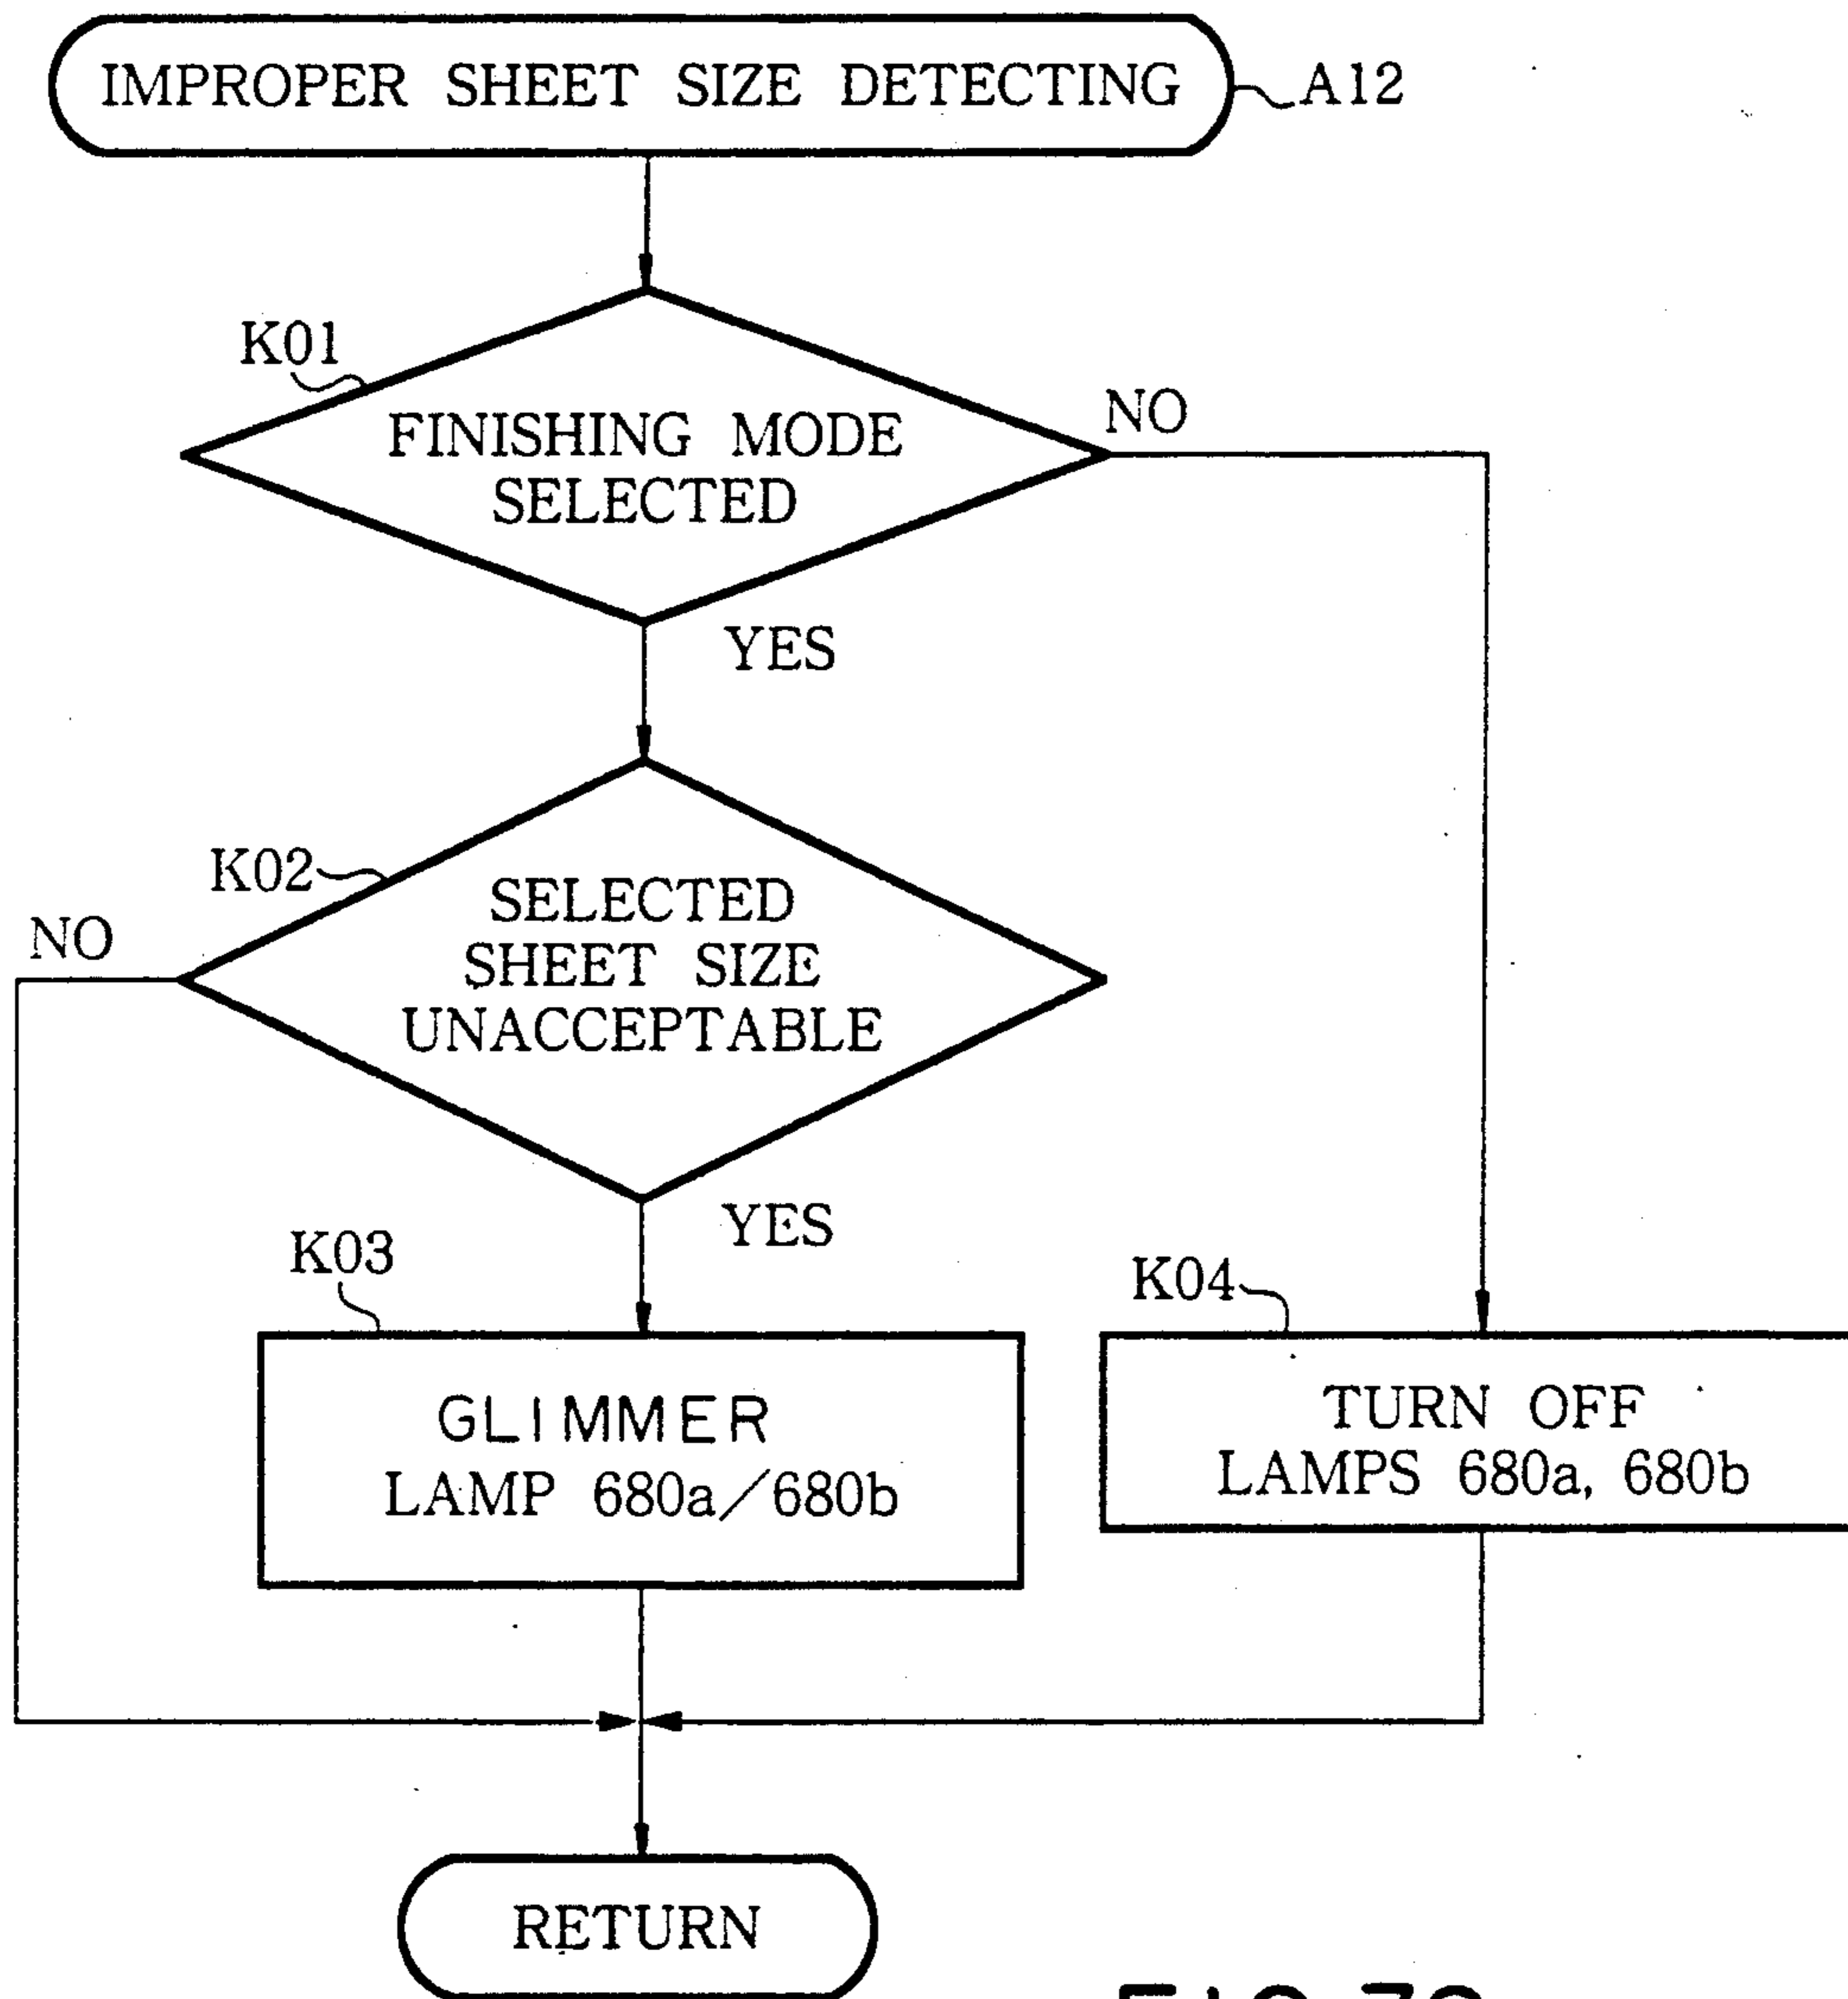 IMPROPER SHEET SIZE DETECTING
A12
K01
FINISHING MODE
SELECTED
NO
YES
K02
NO
SELECTED
SHEET SIZE
UNACCEPTABLE
YES
K03
GLIMMER
LAMP 680a/680b
K04
TURN OFF
LAMPS 680a, 680b
RETURN